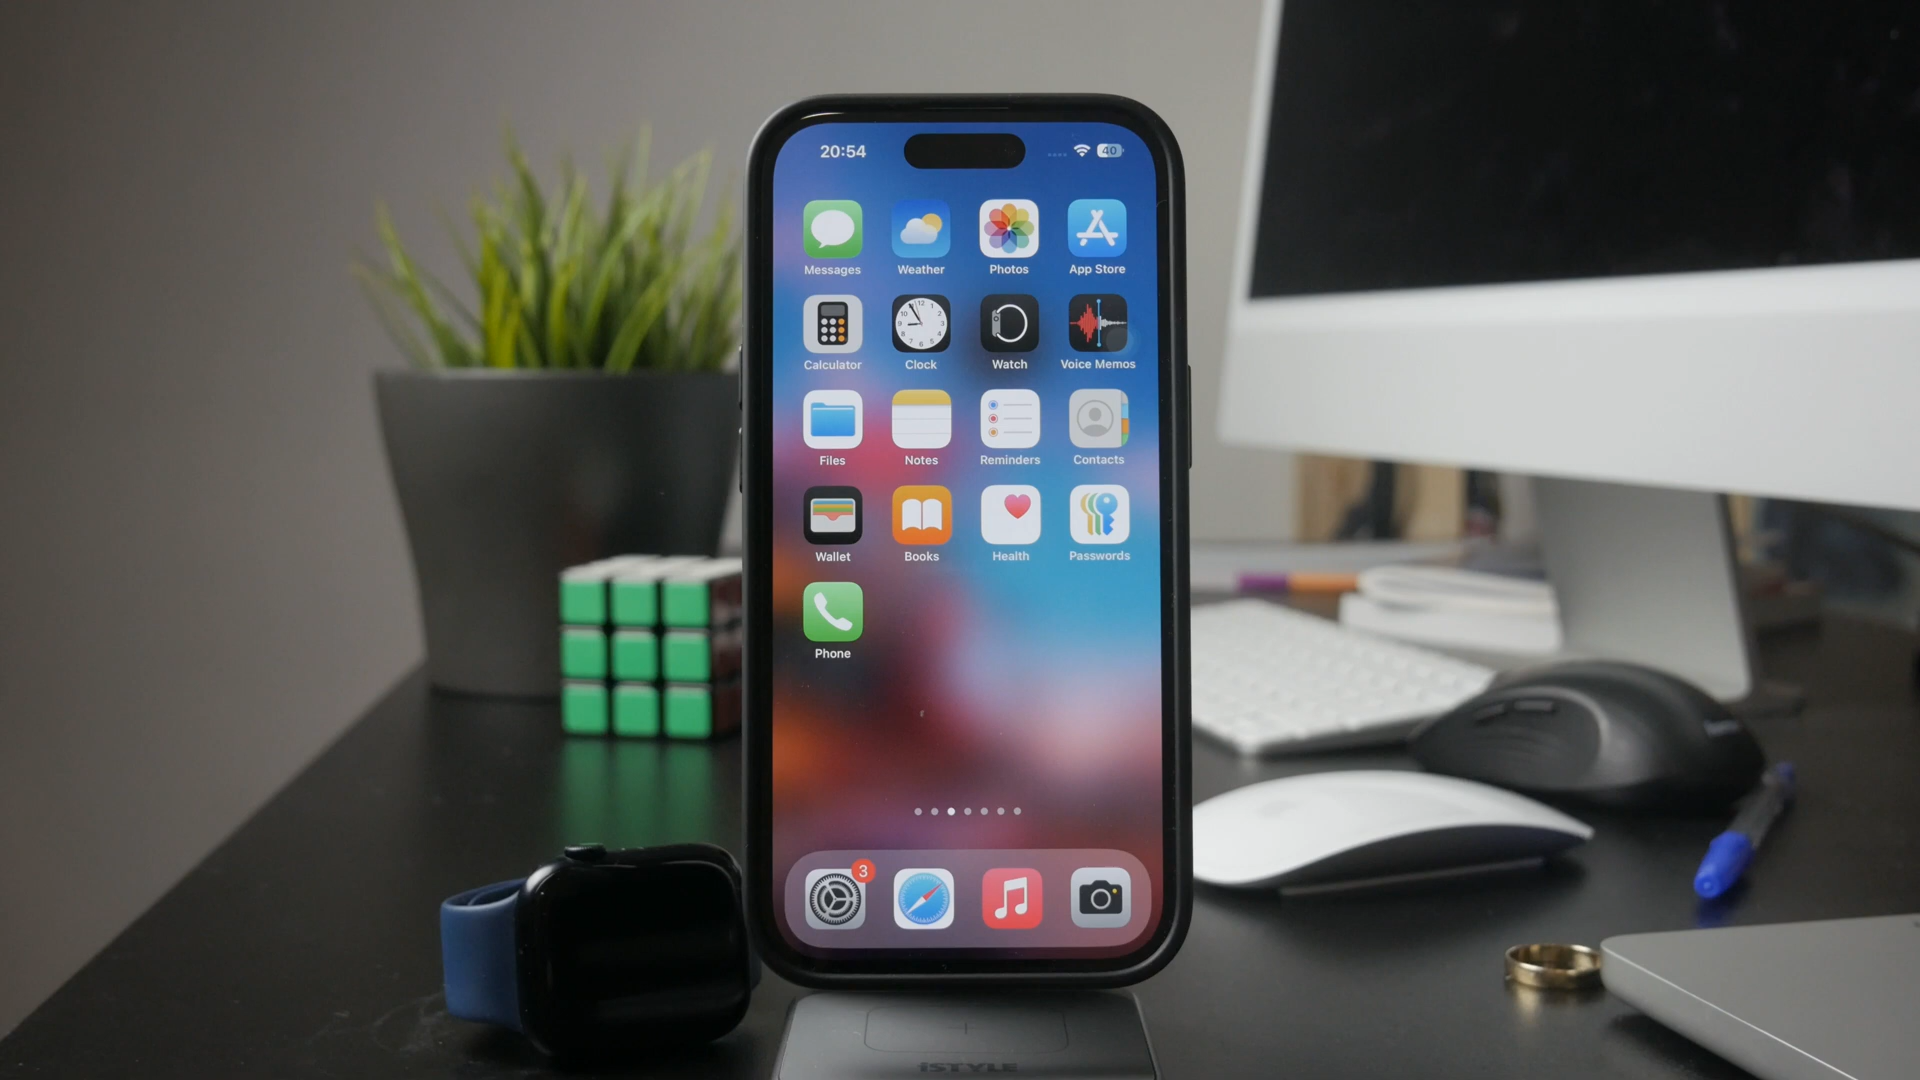 20:54
40
Messages Weather Photos App Store
Calculator Clock Watch Voice Memos
Files Notes Reminders Contacts
Wallet Books Health Passwords
Phone
3
iSTYLE